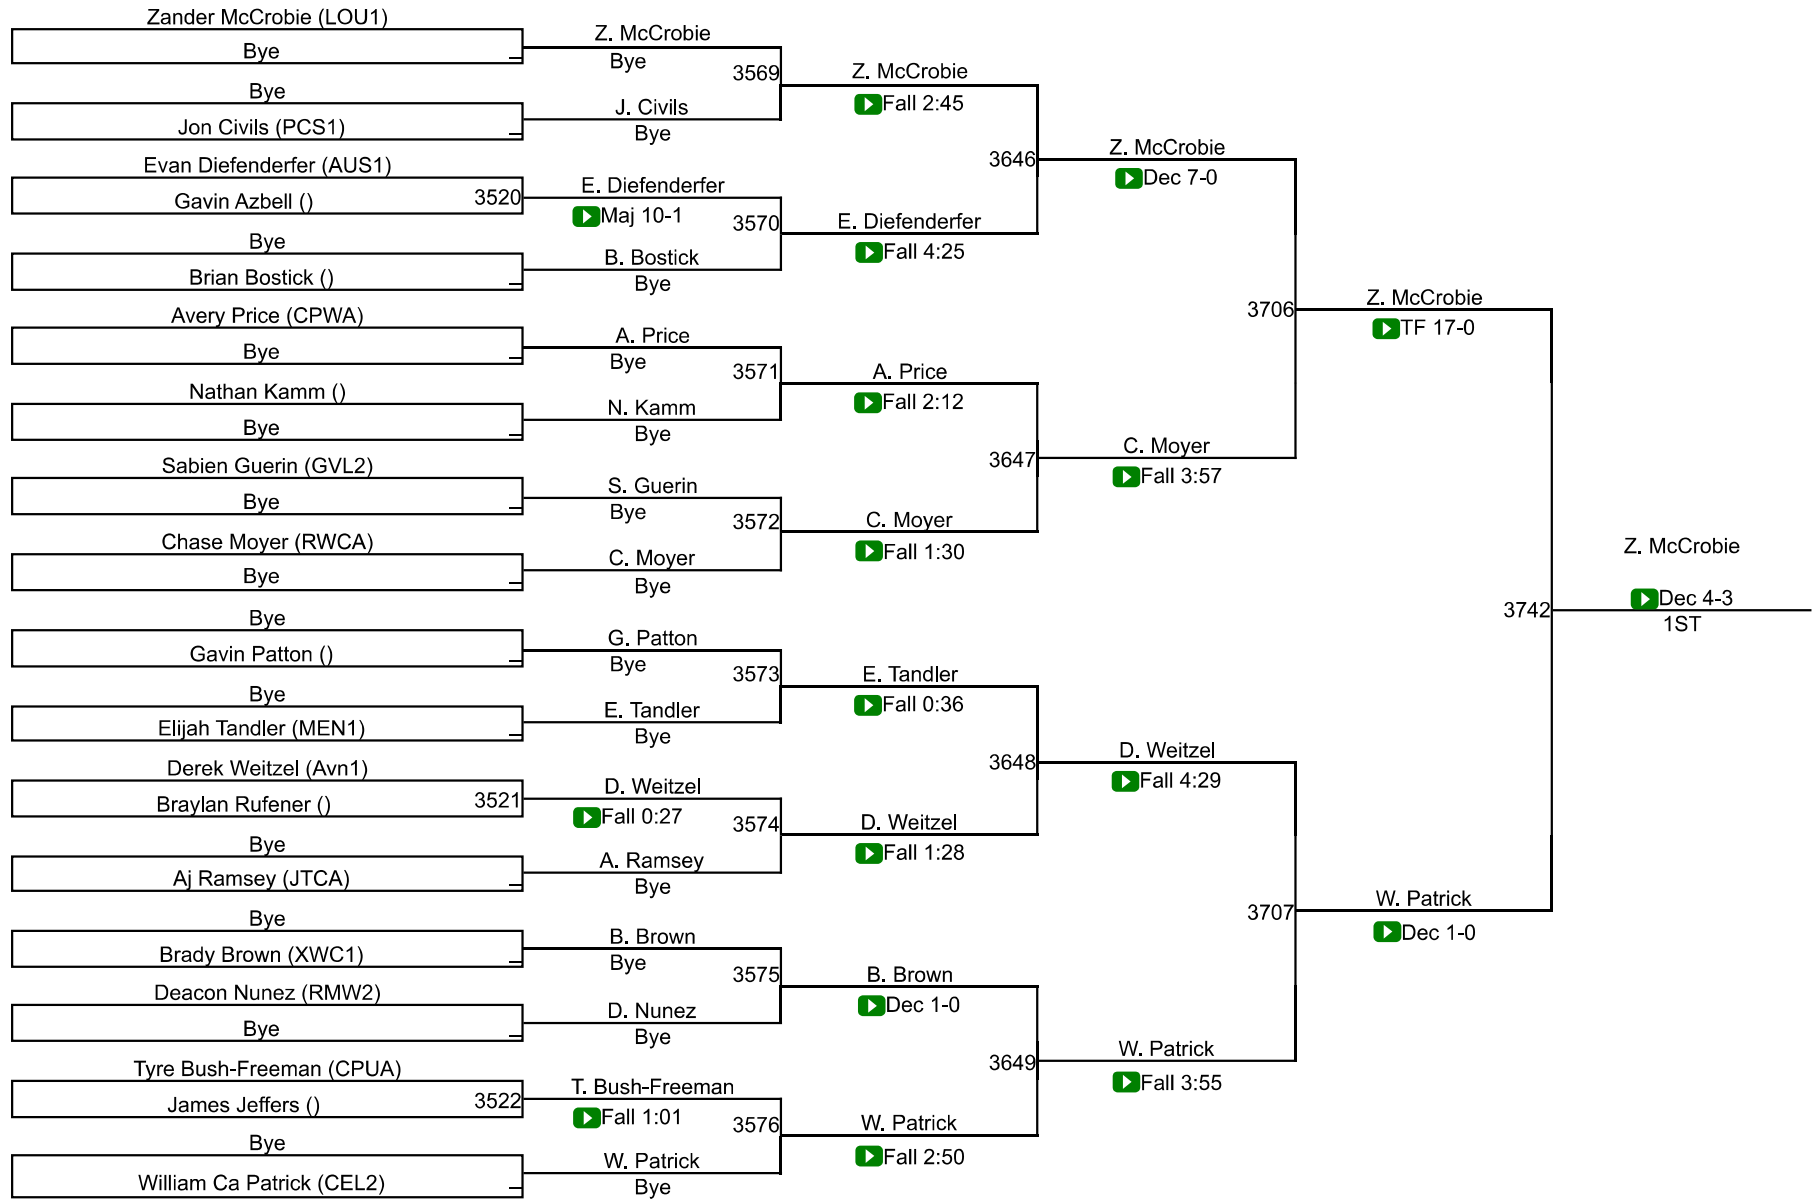 Zander McCrobie (LOU1)
Bye
Bye
Jon Civils (PCS1)
Evan Diefenderfer (AUS1)
Gavin Azbell ()
3520
Bye
Brian Bostick ()
Avery Price (CPWA)
Bye
Nathan Kamm ()
Bye
Sabien Guerin (GVL2)
Bye
Chase Moyer (RWCA)
Bye
Bye
Gavin Patton ()
Bye
Elijah Tandler (MEN1)
Derek Weitzel (Avn1)
Braylan Rufener ()
3521
Bye
Aj Ramsey (JTCA)
Bye
Brady Brown (XWC1)
Deacon Nunez (RMW2)
Bye
Tyre Bush-Freeman (CPUA)
James Jeffers ()
3522
Bye
William Ca Patrick (CEL2)
Z. McCrobie
Bye
3569
J. Civils
Bye
E. Diefenderfer
Maj 10-1
3570
B. Bostick
Bye
A. Price
Bye
3571
N. Kamm
Bye
S. Guerin
Bye
3572
C. Moyer
Bye
G. Patton
Bye
3573
E. Tandler
Bye
D. Weitzel
Fall 0:27
3574
A. Ramsey
Bye
B. Brown
Bye
3575
D. Nunez
Bye
T. Bush-Freeman
Fall 1:01
3576
W. Patrick
Bye
Z. McCrobie
Fall 2:45
3646
E. Diefenderfer
Fall 4:25
A. Price
Fall 2:12
3647
C. Moyer
Fall 1:30
E. Tandler
Fall 0:36
3648
D. Weitzel
Fall 1:28
B. Brown
Dec 1-0
3649
W. Patrick
Fall 2:50
Z. McCrobie
Dec 7-0
3706
C. Moyer
Fall 3:57
D. Weitzel
Fall 4:29
3707
W. Patrick
Fall 3:55
Z. McCrobie
TF 17-0
3742
W. Patrick
Dec 1-0
Z. McCrobie
Dec 4-3
1ST